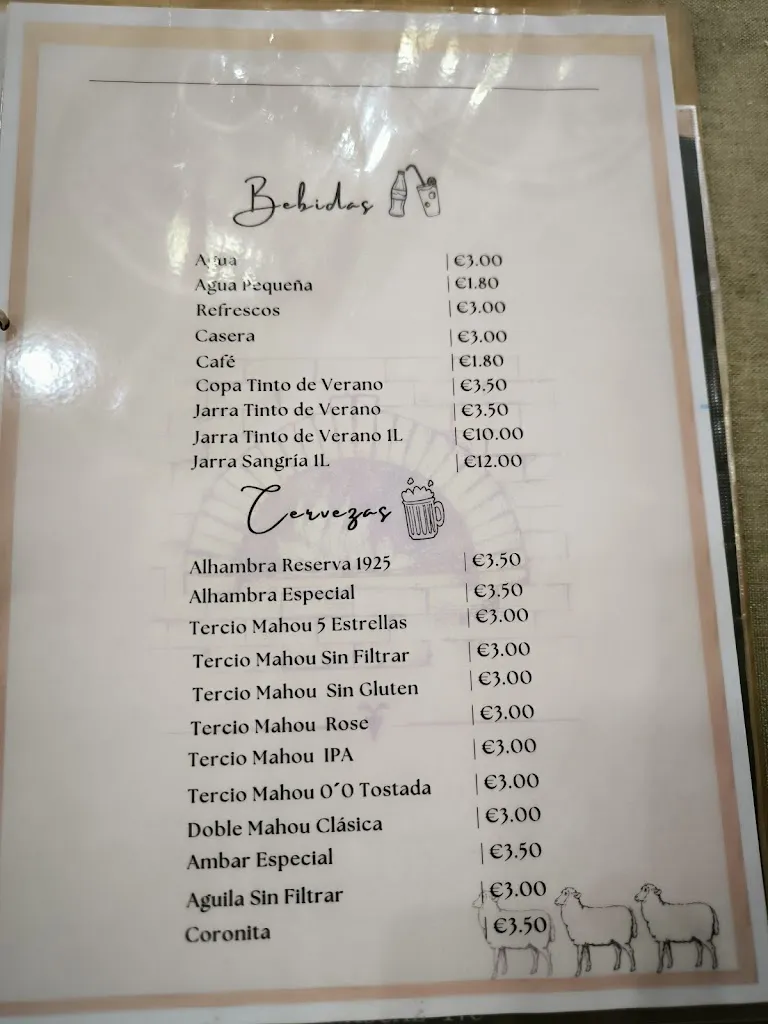 Bebidas
Agua | €3.00
Agua Pequeña | €1.80
Refrescos | €3.00
Casera | €3.00
Café | €1.80
Copa Tinto de Verano | €3.50
Jarra Tinto de Verano | €3.50
Jarra Tinto de Verano 1L | €10.00
Jarra Sangría 1L | €12.00
Cervezas
Alhambra Reserva 1925 | €3.50
Alhambra Especial | €3.50
Tercio Mahou 5 Estrellas | €3.00
Tercio Mahou Sin Filtrar | €3.00
Tercio Mahou Sin Gluten | €3.00
Tercio Mahou Rose | €3.00
Tercio Mahou IPA | €3.00
Tercio Mahou 0´0 Tostada | €3.00
Doble Mahou Clásica | €3.00
Ambar Especial | €3.50
Aguila Sin Filtrar | €3.00
Coronita | €3.50